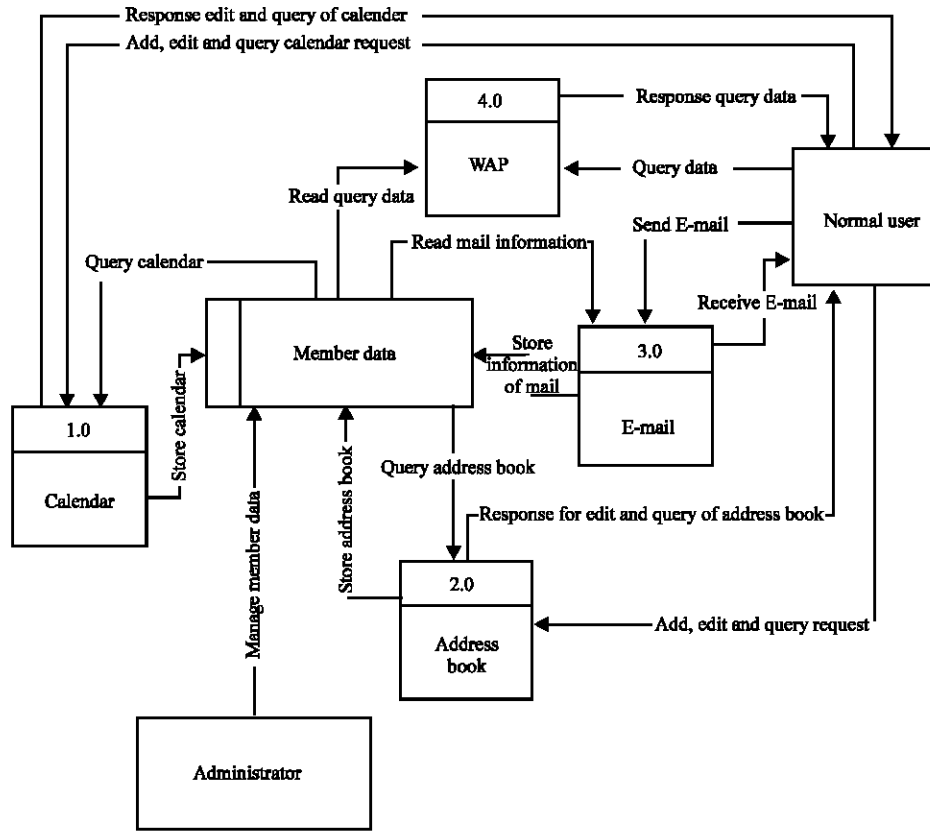 Response edit and query of calender
Add, edit and query calendar request
4.0
WAP
Response query data
Query data
Normal user
Read query data
Send E-mail
Read mail information
Query calendar
Receive E-mail
Member data
Store
information
of mail
3.0
E-mail
Store calendar
1.0
Calendar
Query address book
Store address book
Manage member data
Response for edit and query of address book
2.0
Address
book
Add, edit and query request
Administrator